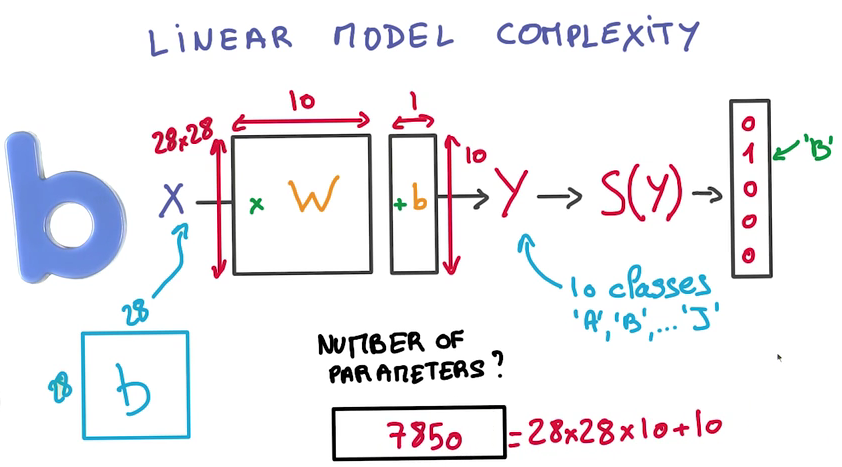 LINEAR MODEL COMPLEXITY
b
28x28
10
1
X
x W
+ b
10
Y
S(Y)
0
1
0
0
0
'B'
10 classes
'A', 'B', ... 'J'
28
28
b
NUMBER OF
PARAMETERS?
7850 = 28x28x10+10